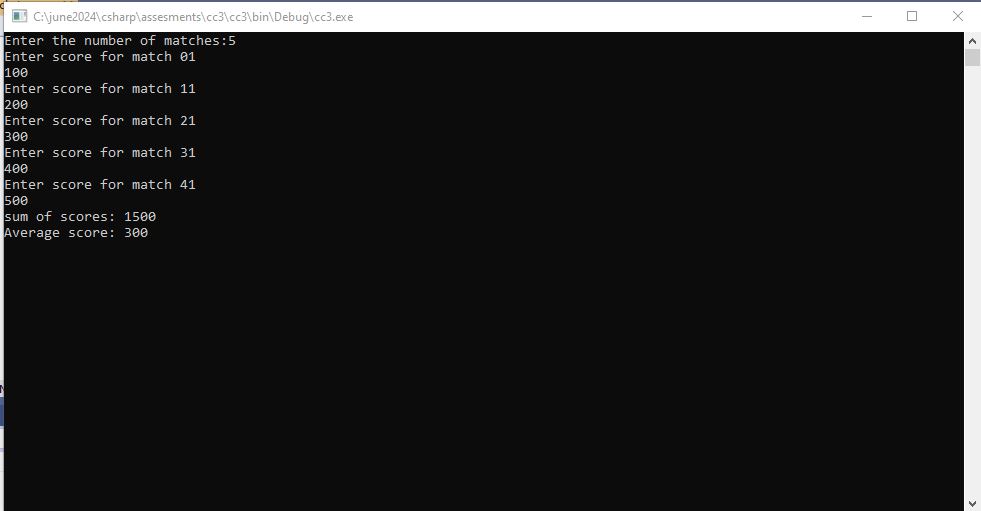 C:\june2024\csharp\assesments\cc3\cc3\bin\Debug\cc3.exe
Enter the number of matches:5
Enter score for match 01
100
Enter score for match 11
200
Enter score for match 21
300
Enter score for match 31
400
Enter score for match 41
500
sum of scores: 1500
Average score: 300